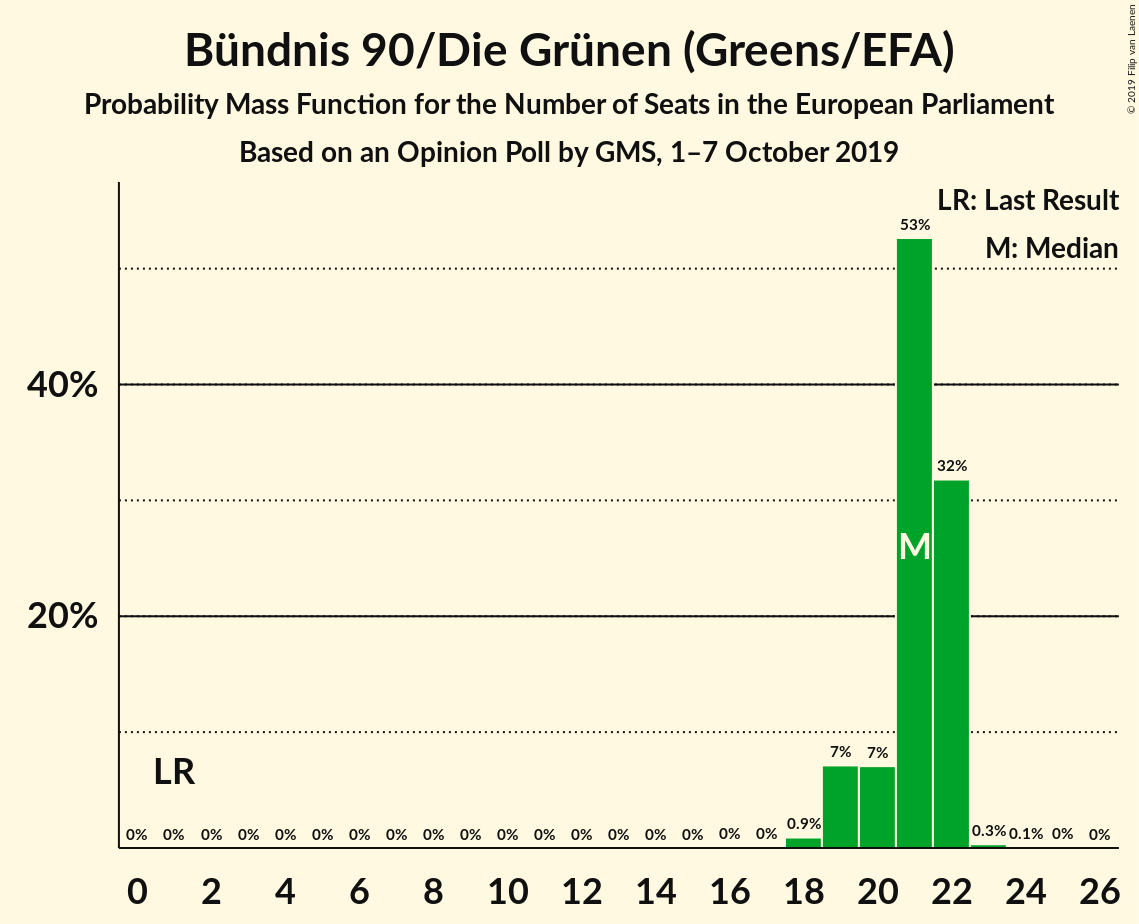 Bündnis 90/Die Grünen (Greens/EFA)
Probability Mass Function for the Number of Seats in the European Parliament
Based on an Opinion Poll by GMS, 1–7 October 2019
© 2019 Filip van Laenen
LR: Last Result
M: Median
53%
40%
32%
M
20%
LR
7% 7%
0% 0% 0% 0% 0% 0% 0% 0% 0% 0% 0% 0% 0% 0% 0% 0% 0% 0% 0.9% 0.3% 0.1% 0% 0%
0 2 4 6 8 10 12 14 16 18 20 22 24 26